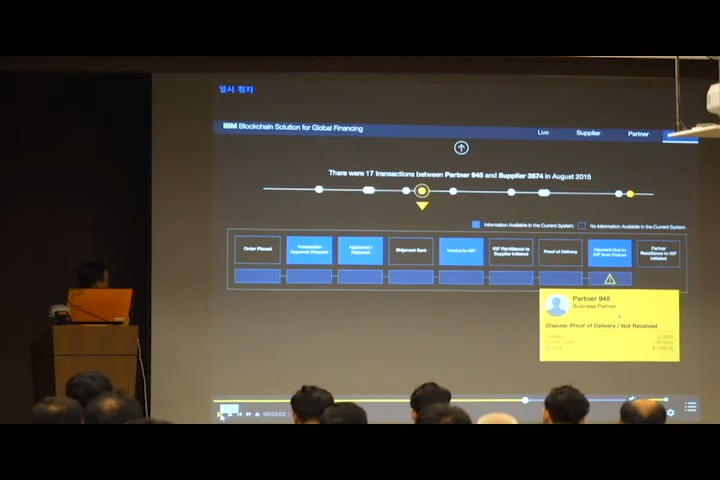 일시 정지
IBM Blockchain Solution for Global Financing
Live
Supplier
Partner
There were 17 transactions between Partner 945 and Supplier 3574 in August 2015
Information Available in the Current System
No Information Available in the Current System
Order Placed
Transaction Approval Request
Approved / Rejected
Shipment Sent
Invoice to IGF
IGF Remittance to Supplier Initiated
Proof of Delivery
Payment Due to IGF from Partner
Partner Remittance to IGF Initiated
Partner 945
Business Partner
Dispute: Proof of Delivery / Not Received
00:03:03